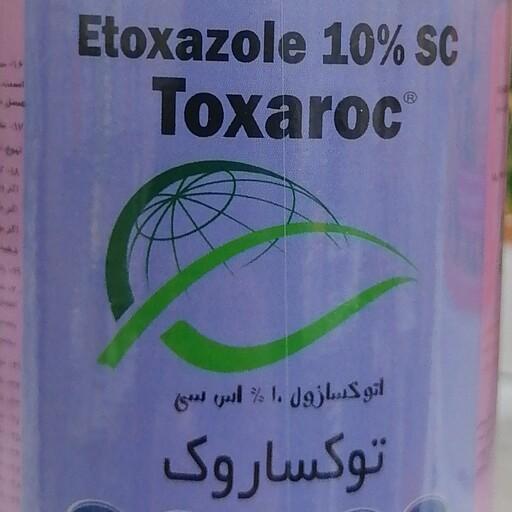 Etoxazole 10% SC
Toxaroc®
اتوکسازول ۱۰% اس سی
توکساروک